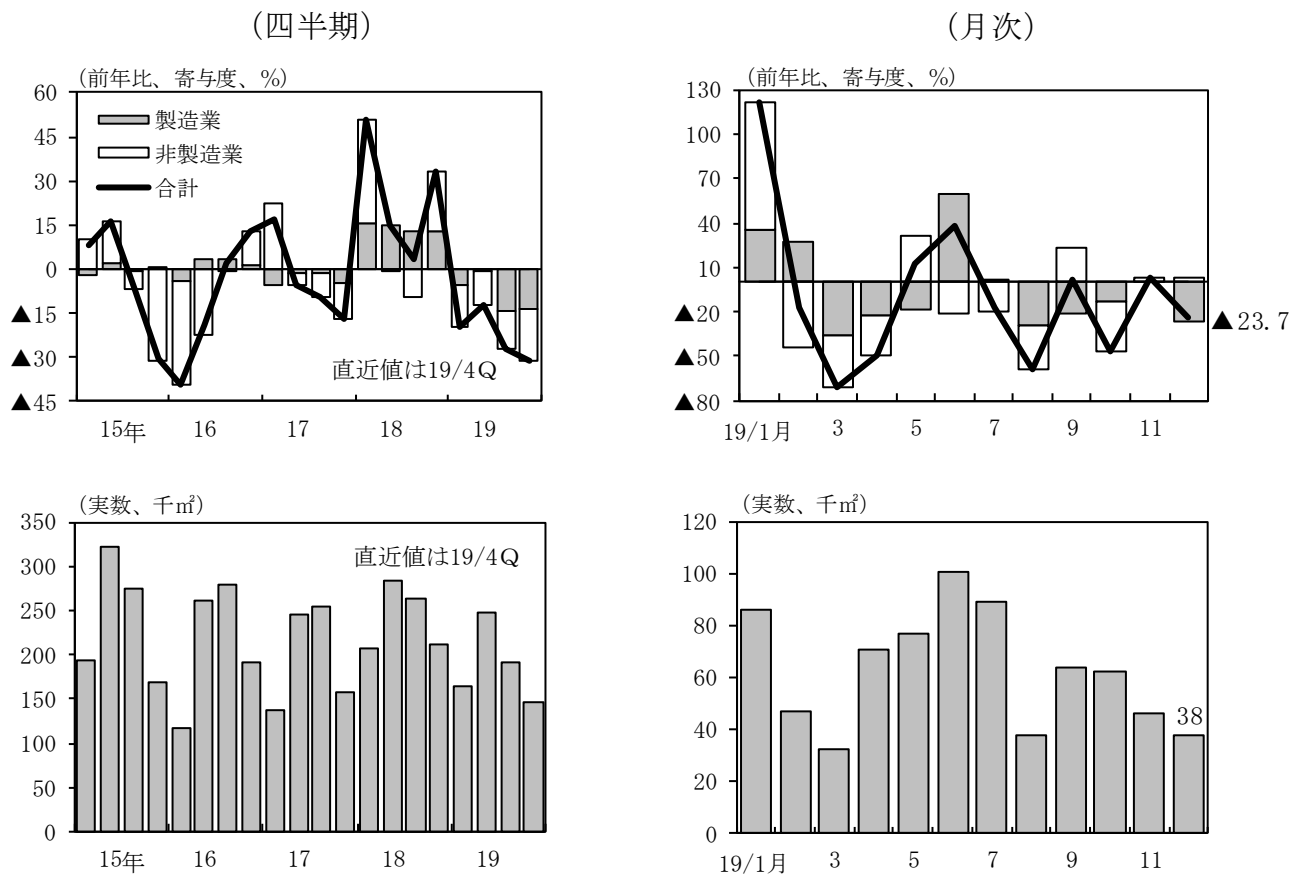 （四半期）
（前年比、寄与度、％）
60
45
30
15
0
▲15
▲30
▲45
製造業
非製造業
合計
直近値は19/4Q
15年 16 17 18 19
（月次）
（前年比、寄与度、％）
130
100
70
40
10
▲20
▲50
▲80
▲23.7
19/1月 3 5 7 9 11
（実数、千㎡）
350
300
250
200
150
100
50
0
直近値は19/4Q
15年 16 17 18 19
（実数、千㎡）
120
100
80
60
40
20
0
38
19/1月 3 5 7 9 11